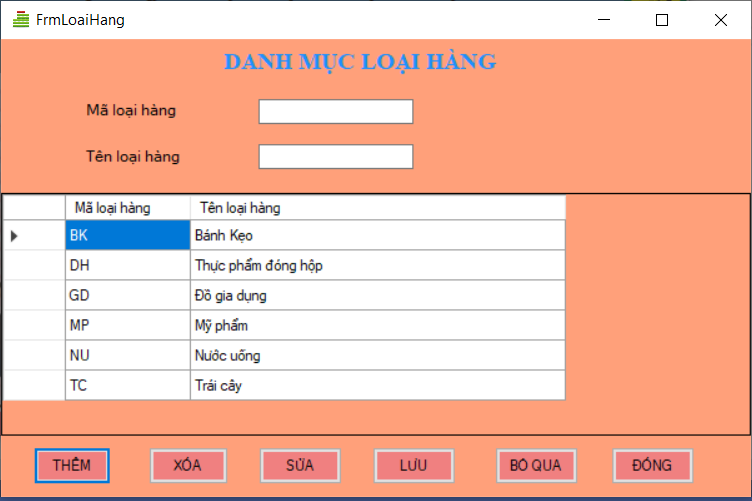 FrmLoaiHang
DANH MỤC LOẠI HÀNG
Mã loại hàng
Tên loại hàng
Mã loại hàng Tên loại hàng
BK Bánh Kẹo
DH Thực phẩm đóng hộp
GD Đồ gia dụng
MP Mỹ phẩm
NU Nước uống
TC Trái cây
THÊM XÓA SỬA LƯU BỎ QUA ĐÓNG